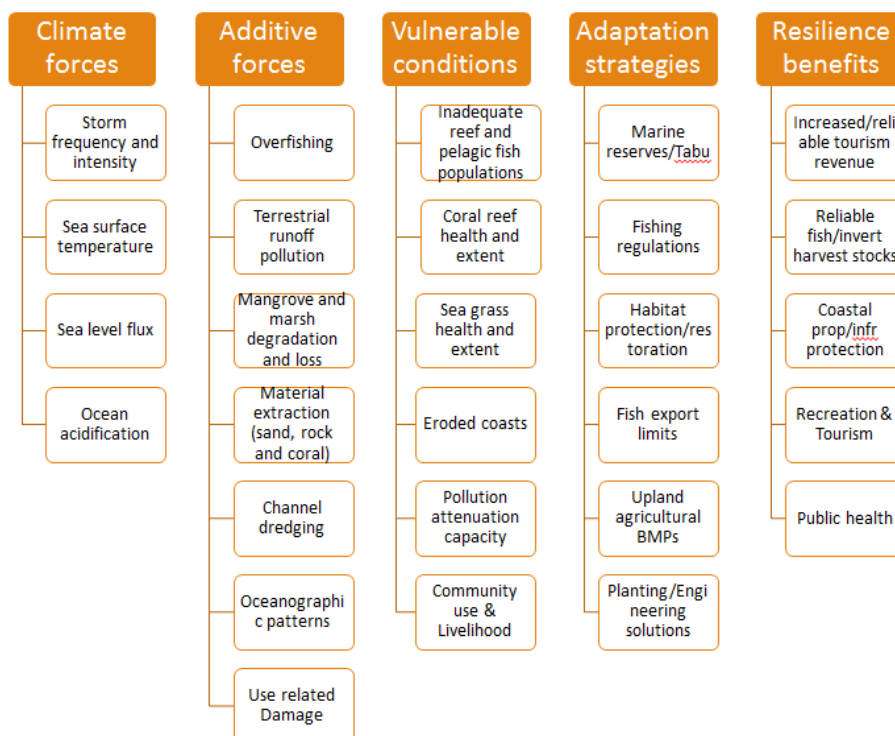 Climate
forces
Storm
frequency and
intensity
Sea surface
temperature
Sea level flux
Ocean
acidification
Additive
forces
Overfishing
Terrestrial
runoff
pollution
Mangrove and
marsh
degradation
and loss
Material
extraction
(sand, rock
and coral)
Channel
dredging
Oceanographi
c patterns
Use related
Damage
Vulnerable
conditions
Inadequate
reef and
pelagic fish
populations
Coral reef
health and
extent
Sea grass
health and
extent
Eroded coasts
Pollution
attenuation
capacity
Community
use &
Livelihood
Adaptation
strategies
Marine
reserves/Tabu
Fishing
regulations
Habitat
protection/res
toration
Fish export
limits
Upland
agricultural
BMPs
Planting/Engi
neering
solutions
Resilience
benefits
Increased/reli
able tourism
revenue
Reliable
fish/invert
harvest stocks
Coastal
prop/infr
protection
Recreation &
Tourism
Public health